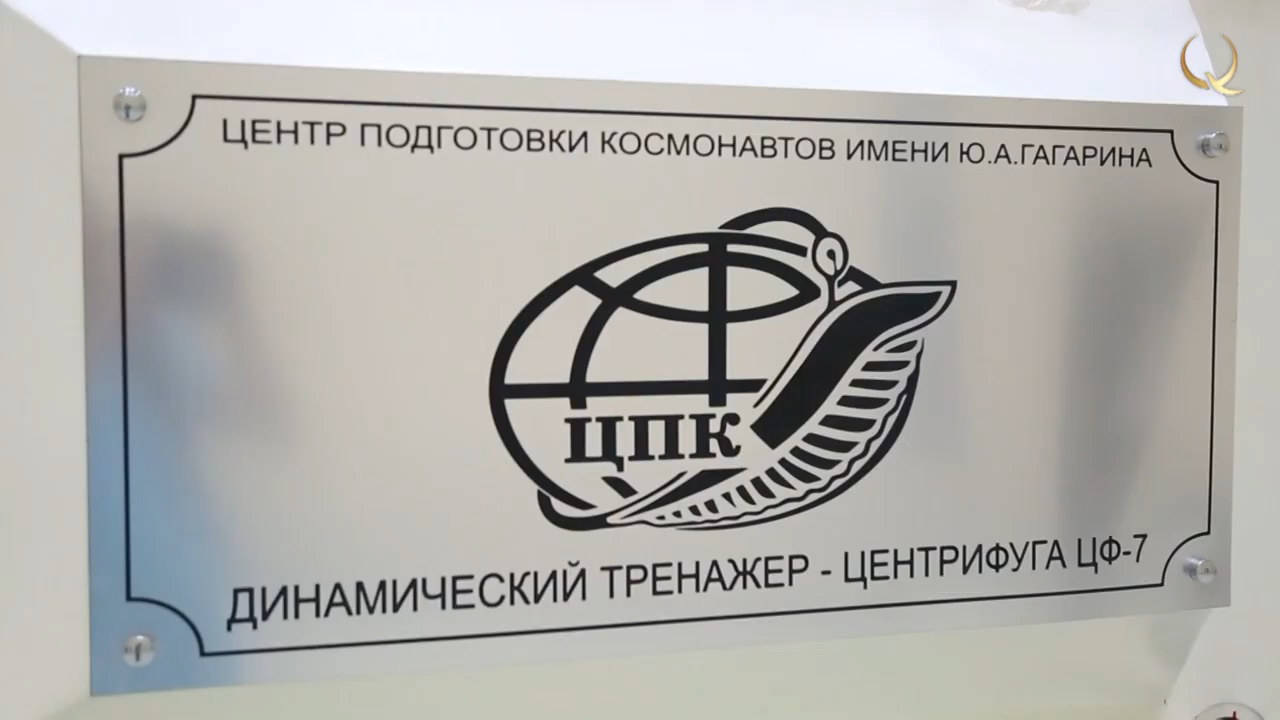 ЦЕНТР ПОДГОТОВКИ КОСМОНАВТОВ ИМЕНИ Ю.А.ГАГАРИНА
ЦПК
ДИНАМИЧЕСКИЙ ТРЕНАЖЕР - ЦЕНТРИФУГА ЦФ-7